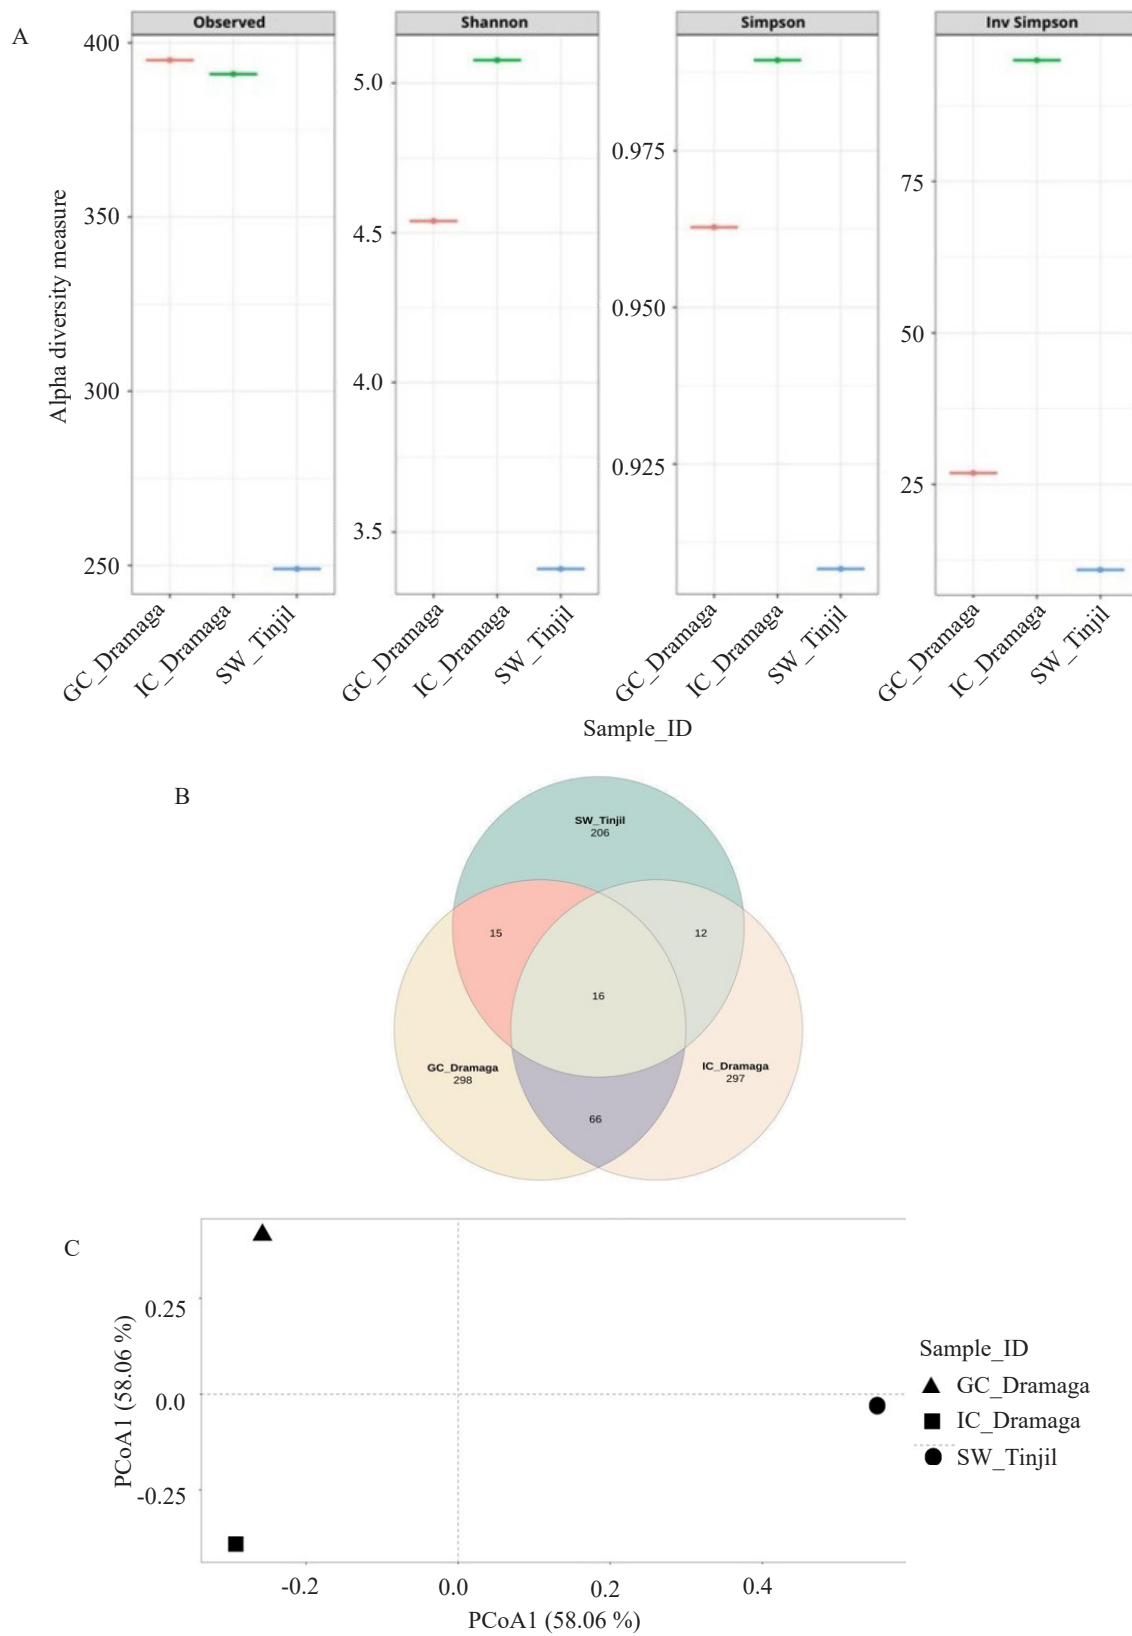 A
Observed
Shannon
Simpson
Inv Simpson
Alpha diversity measure
400
350
300
250
5.0
4.5
4.0
3.5
0.975
0.950
0.925
75
50
25
GC_Dramaga
IC_Dramaga
SW_Tinjil
GC_Dramaga
IC_Dramaga
SW_Tinjil
GC_Dramaga
IC_Dramaga
SW_Tinjil
GC_Dramaga
IC_Dramaga
SW_Tinjil
Sample_ID
B
SW_Tinjil
206
15
12
16
GC_Dramaga
298
IC_Dramaga
297
66
C
PCoA1 (58.06 %)
0.25
0.0
-0.25
-0.2
0.0
0.2
0.4
PCoA1 (58.06 %)
Sample_ID
GC_Dramaga
IC_Dramaga
SW_Tinjil